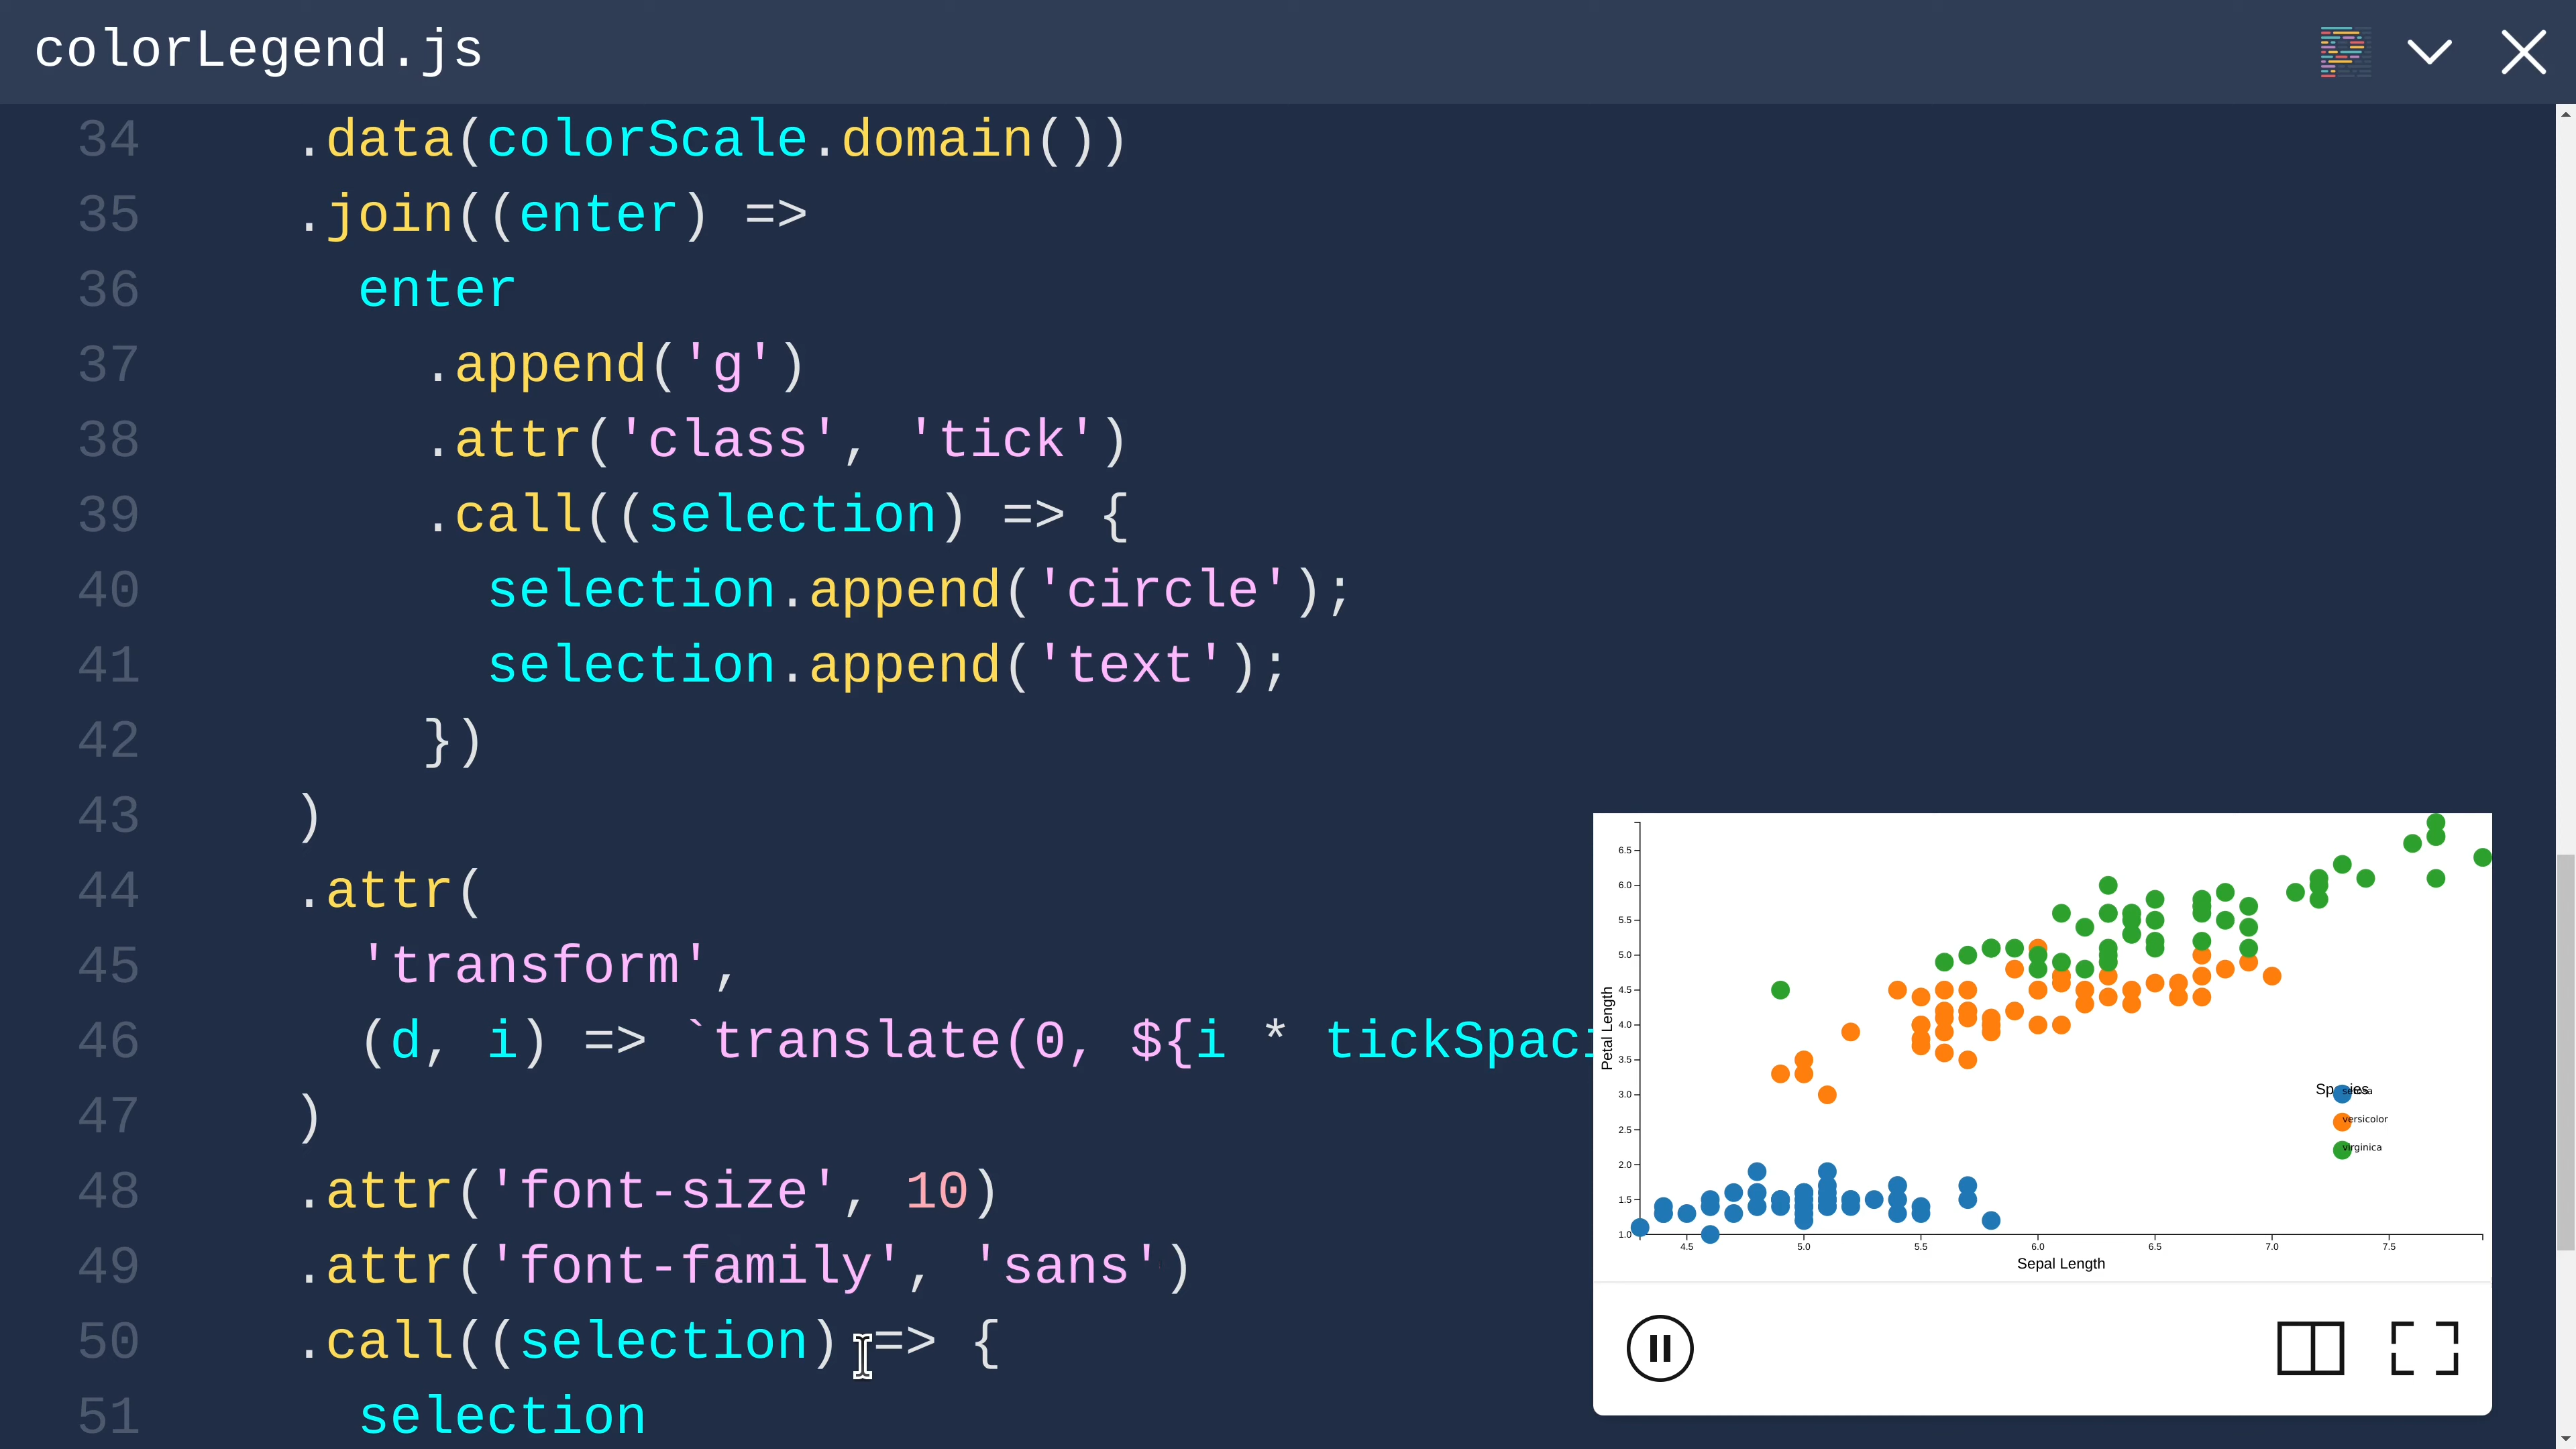 colorLegend.js
34 .data(colorScale.domain())
35 .join((enter) =>
36 enter
37 .append('g')
38 .attr('class', 'tick')
39 .call((selection) => {
40 selection.append('circle');
41 selection.append('text');
42 })
43 )
44 .attr(
45 'transform',
46 (d, i) => `translate(0, ${i * tickSpaci
47 )
48 .attr('font-size', 10)
49 .attr('font-family', 'sans')
50 .call((selection) => {
51 selection
6.5
6.0
5.5
5.0
4.5
4.0
3.5
3.0
2.5
2.0
1.5
1.0
Petal Length
Species
setosa
versicolor
virginica
4.5 5.0 5.5 6.0 6.5 7.0 7.5
Sepal Length